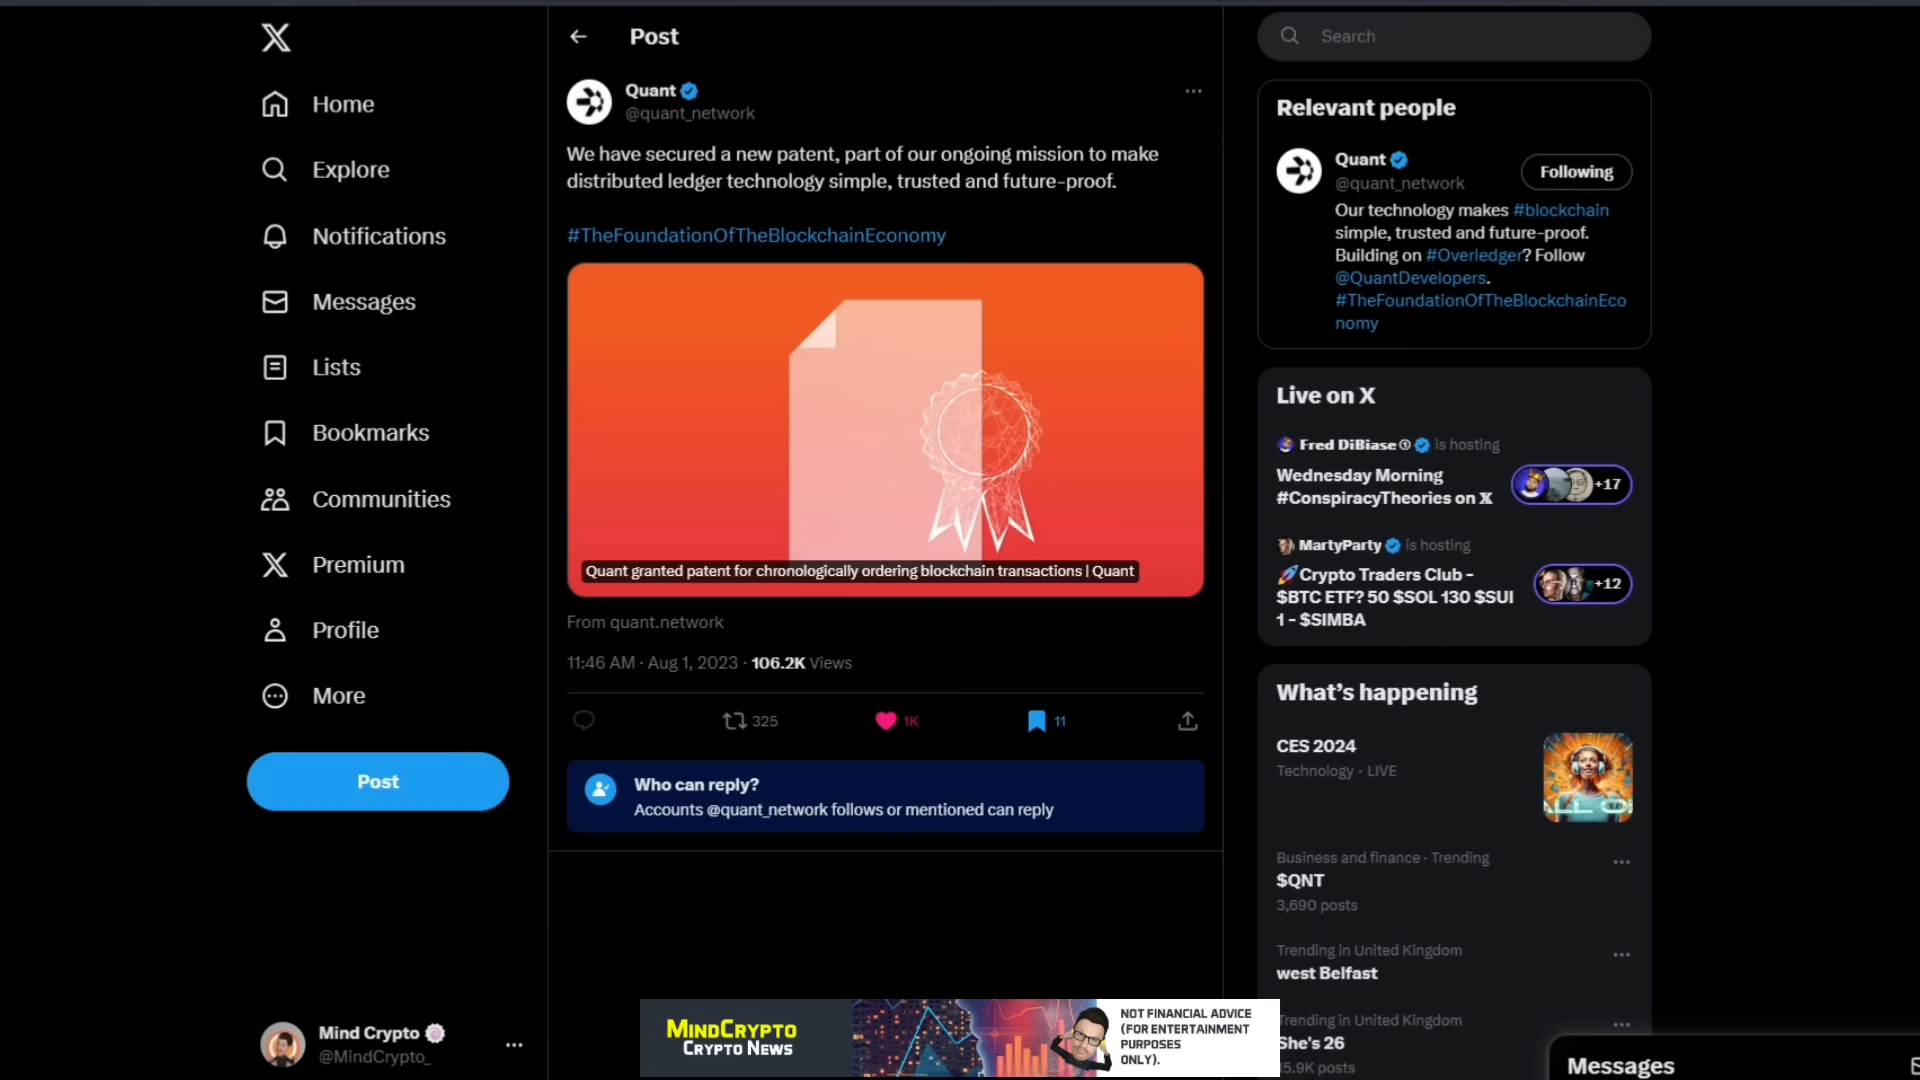 Home
Explore
Notifications
Messages
Lists
Bookmarks
Communities
Premium
Profile
More
Post
Mind Crypto
@MindCrypto_
Post
Quant
@quant_network
We have secured a new patent, part of our ongoing mission to make
distributed ledger technology simple, trusted and future-proof.
#TheFoundationOfTheBlockchainEconomy
Quant granted patent for chronologically ordering blockchain transactions | Quant
From quant.network
11:46 AM · Aug 1, 2023 · 106.2K Views
325
1K
11
Who can reply?
Accounts @quant_network follows or mentioned can reply
MINDCRYPTO
CRYPTO NEWS
NOT FINANCIAL ADVICE
(FOR ENTERTAINMENT
PURPOSES
ONLY).
Search
Relevant people
Quant
@quant_network
Following
Our technology makes #blockchain
simple, trusted and future-proof.
Building on #Overledger? Follow
@QuantDevelopers.
#TheFoundationOfTheBlockchainEco
nomy
Live on X
Fred DiBiase is hosting
Wednesday Morning
#ConspiracyTheories on X
+17
MartyParty is hosting
🚀Crypto Traders Club -
$BTC ETF? 50 $SOL 130 $SUI
1 - $SIMBA
+12
What's happening
CES 2024
Technology · LIVE
Business and finance · Trending
$QNT
3,690 posts
Trending in United Kingdom
west Belfast
Trending in United Kingdom
She's 26
5.9K posts
Messages